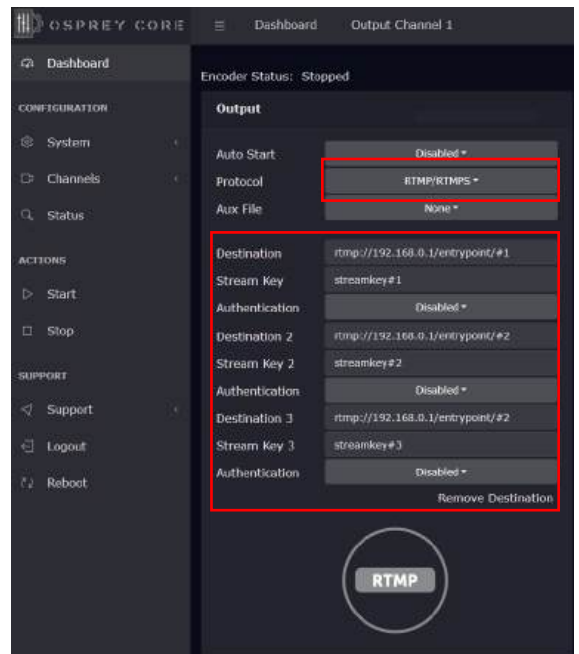 OSPREY CORE
Dashboard Output Channel 1
Dashboard
CONFIGURATION
System
Channels
Status
ACTIONS
Start
Stop
SUPPORT
Support
Logout
Reboot
Encoder Status: Stopped
Output
Auto Start Disabled
Protocol RTMP/RTMPS
Aux File None
Destination rtmp://192.168.0.1/entrypoint/#1
Stream Key streamkey#1
Authentication Disabled
Destination 2 rtmp://192.168.0.1/entrypoint/#2
Stream Key 2 streamkey#2
Authentication Disabled
Destination 3 rtmp://192.168.0.1/entrypoint/#2
Stream Key 3 streamkey#3
Authentication Disabled
Remove Destination
RTMP